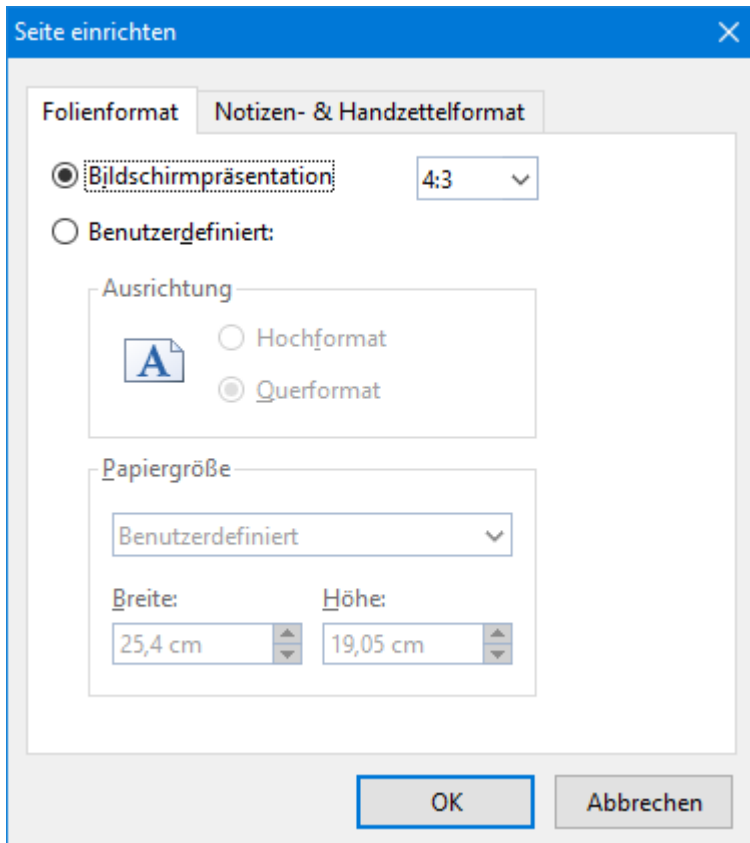 Seite einrichten
Folienformat Notizen- & Handzettelformat
Bildschirmpräsentation 4:3
Benutzerdefiniert:
Ausrichtung
A
Hochformat
Querformat
Papiergröße
Benutzerdefiniert
Breite: Höhe:
25,4 cm 19,05 cm
OK Abbrechen